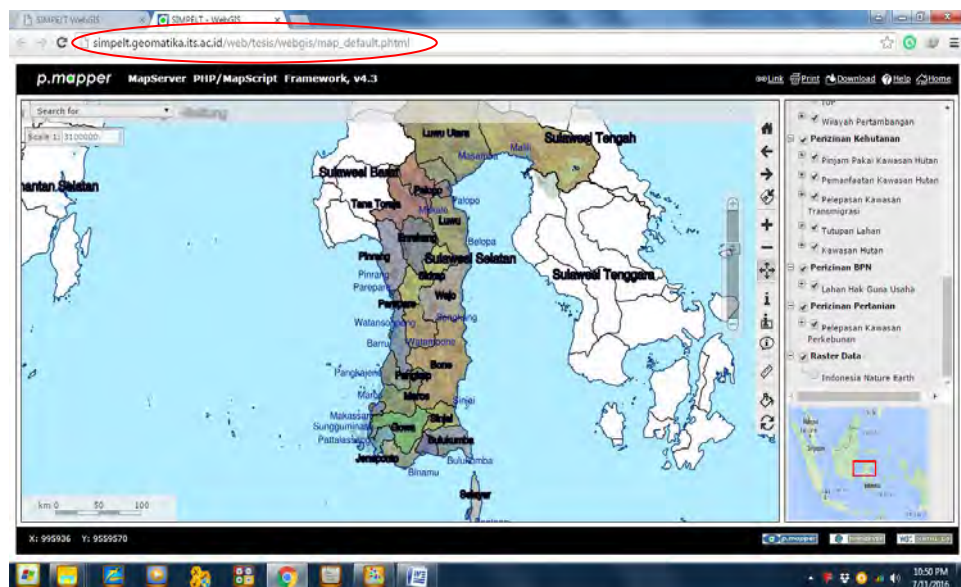 SIMPELT WebGIS
SIMPELT - WebGIS
simpelt.geomatika.its.ac.id/web/tesis/webgis/map_default.phtml
p.mapper MapServer PHP/MapScript Framework, v4.3
Link Print Download Help Home
Search for
Scale 1: 3100000
Luwu Utara
Sulawesi Tengah
Masamba
Malili
Sulawesi Barat
antan Selatan
Palopo
Palopo
Tana Toraja
Makale
Luwu
Enrekang
Belopa
Pinrang
Sulawesi Selatan
Pinrang
Sidrap
Sulawesi Tenggara
Parepare
Parepare
Wajo
Watansoppeng
Sengkang
Barru
Watampone
Bone
Pangkajene
Pangkep
Maros
Maros
Sinjai
Makassar
Sinjai
Sungguminasa
Gowa
Pattalassang
Bulukumba
Jeneponto
Bulukumba
Binamu
Selayar
km 0 50 100
TOP
Wilayah Pertambangan
Perizinan Kehutanan
Pinjam Pakai Kawasan Hutan
Pemanfaatan Kawasan Hutan
Pelepasan Kawasan
Transmigrasi
Tutupan Lahan
Kawasan Hutan
Perizinan BPN
Lahan Hak Guna Usaha
Perizinan Pertanian
Pelepasan Kawasan
Perkebunan
Raster Data
Indonesia Nature Earth
X: 995936 Y: 9559570
p.mapper
10:50 PM
7/11/2016